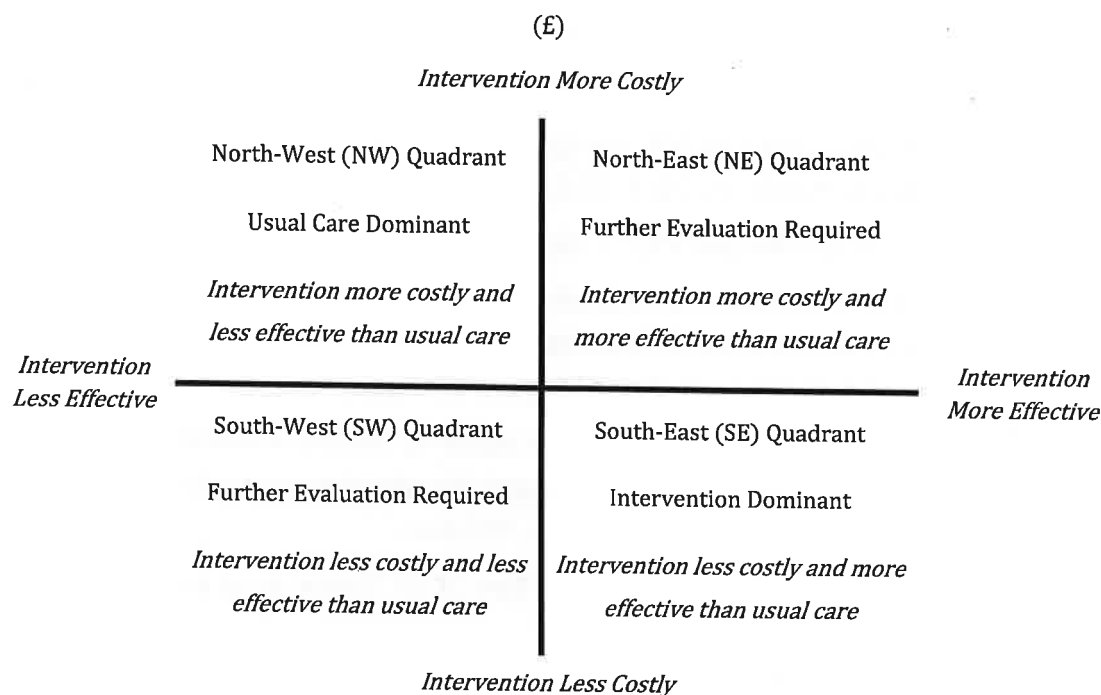 (£)
Intervention More Costly
North-West (NW) Quadrant
Usual Care Dominant
Intervention more costly and
less effective than usual care
North-East (NE) Quadrant
Further Evaluation Required
Intervention more costly and
more effective than usual care
Intervention
Less Effective
Intervention
More Effective
South-West (SW) Quadrant
Further Evaluation Required
Intervention less costly and less
effective than usual care
South-East (SE) Quadrant
Intervention Dominant
Intervention less costly and more
effective than usual care
Intervention Less Costly